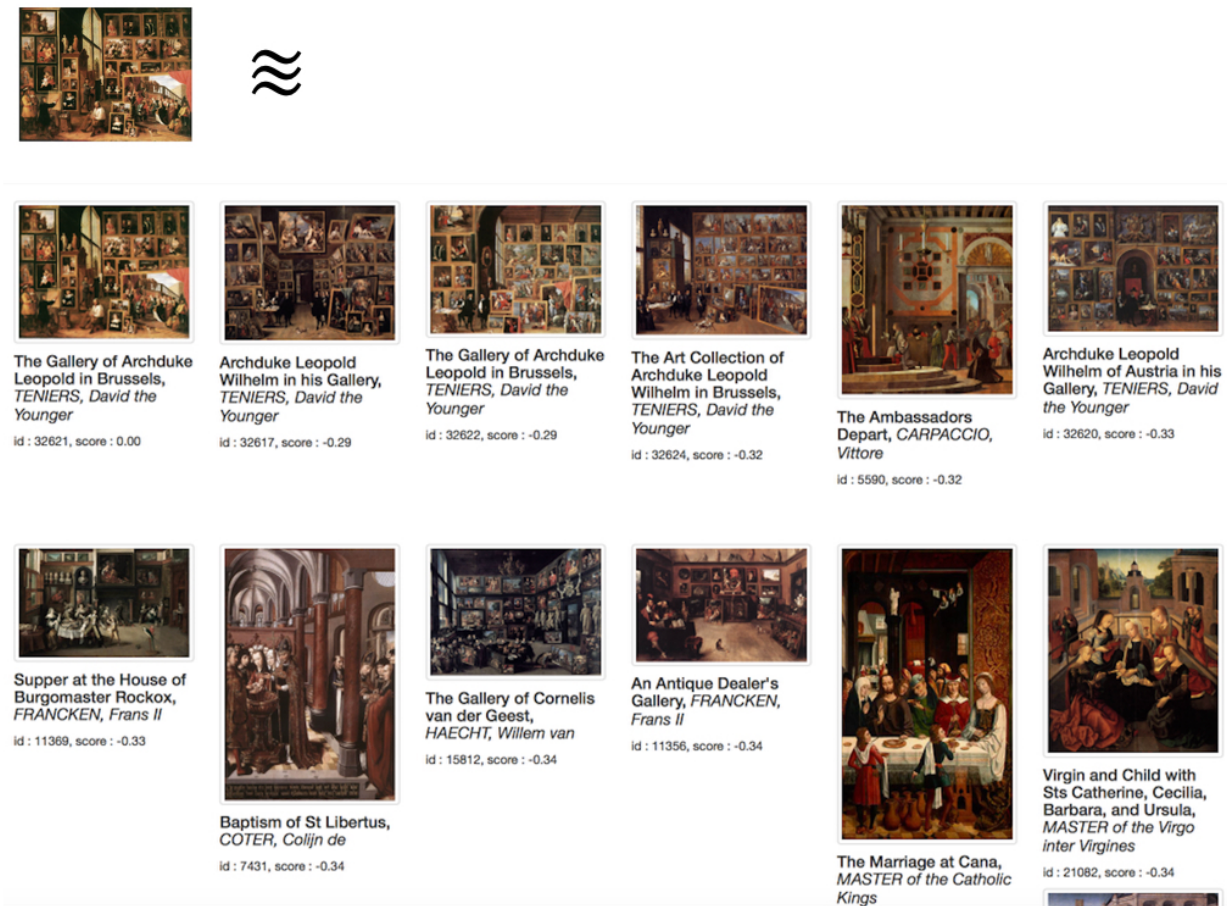 The Gallery of Archduke
Leopold in Brussels,
TENIERS, David the
Younger
id : 32621, score : 0.00
Archduke Leopold
Wilhelm in his Gallery,
TENIERS, David the
Younger
id : 32617, score : -0.29
The Gallery of Archduke
Leopold in Brussels,
TENIERS, David the
Younger
id : 32622, score : -0.29
The Art Collection of
Archduke Leopold
Wilhelm in Brussels,
TENIERS, David the
Younger
id : 32624, score : -0.32
The Ambassadors
Depart, CARPACCIO,
Vittore
id : 5590, score : -0.32
Archduke Leopold
Wilhelm of Austria in his
Gallery, TENIERS, David
the Younger
id : 32620, score : -0.33
Supper at the House of
Burgomaster Rockox,
FRANCKEN, Frans II
id : 11369, score : -0.33
Baptism of St Libertus,
COTER, Colijn de
id : 7431, score : -0.34
The Gallery of Cornelis
van der Geest,
HAECHT, Willem van
id : 15812, score : -0.34
An Antique Dealer's
Gallery, FRANCKEN,
Frans II
id : 11356, score : -0.34
The Marriage at Cana,
MASTER of the Catholic
Kings
Virgin and Child with
Sts Catherine, Cecilia,
Barbara, and Ursula,
MASTER of the Virgo
inter Virgines
id : 21082, score : -0.34